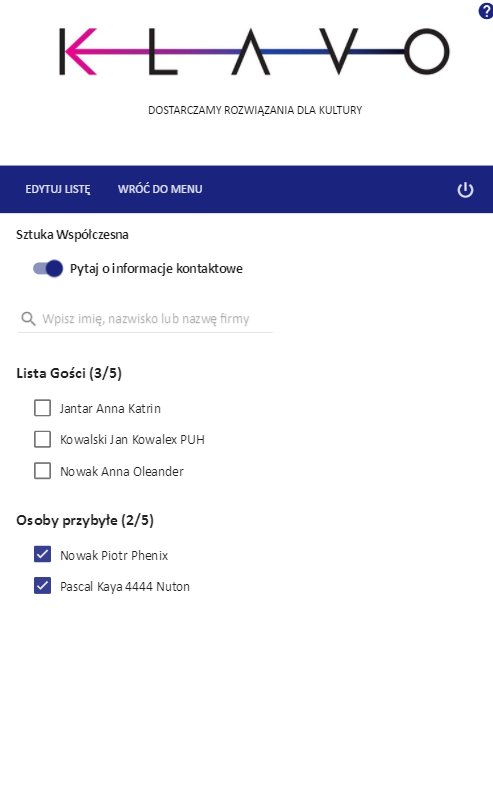 ?
KLAVO
DOSTARCZAMY ROZWIĄZANIA DLA KULTURY
EDYTUJ LISTĘ WRÓĆ DO MENU
Sztuka Współczesna
Pytaj o informacje kontaktowe
Wpisz imię, nazwisko lub nazwę firmy
Lista Gości (3/5)
Jantar Anna Katrin
Kowalski Jan Kowalex PUH
Nowak Anna Oleander
Osoby przybyłe (2/5)
Nowak Piotr Phenix
Pascal Kaya 4444 Nuton